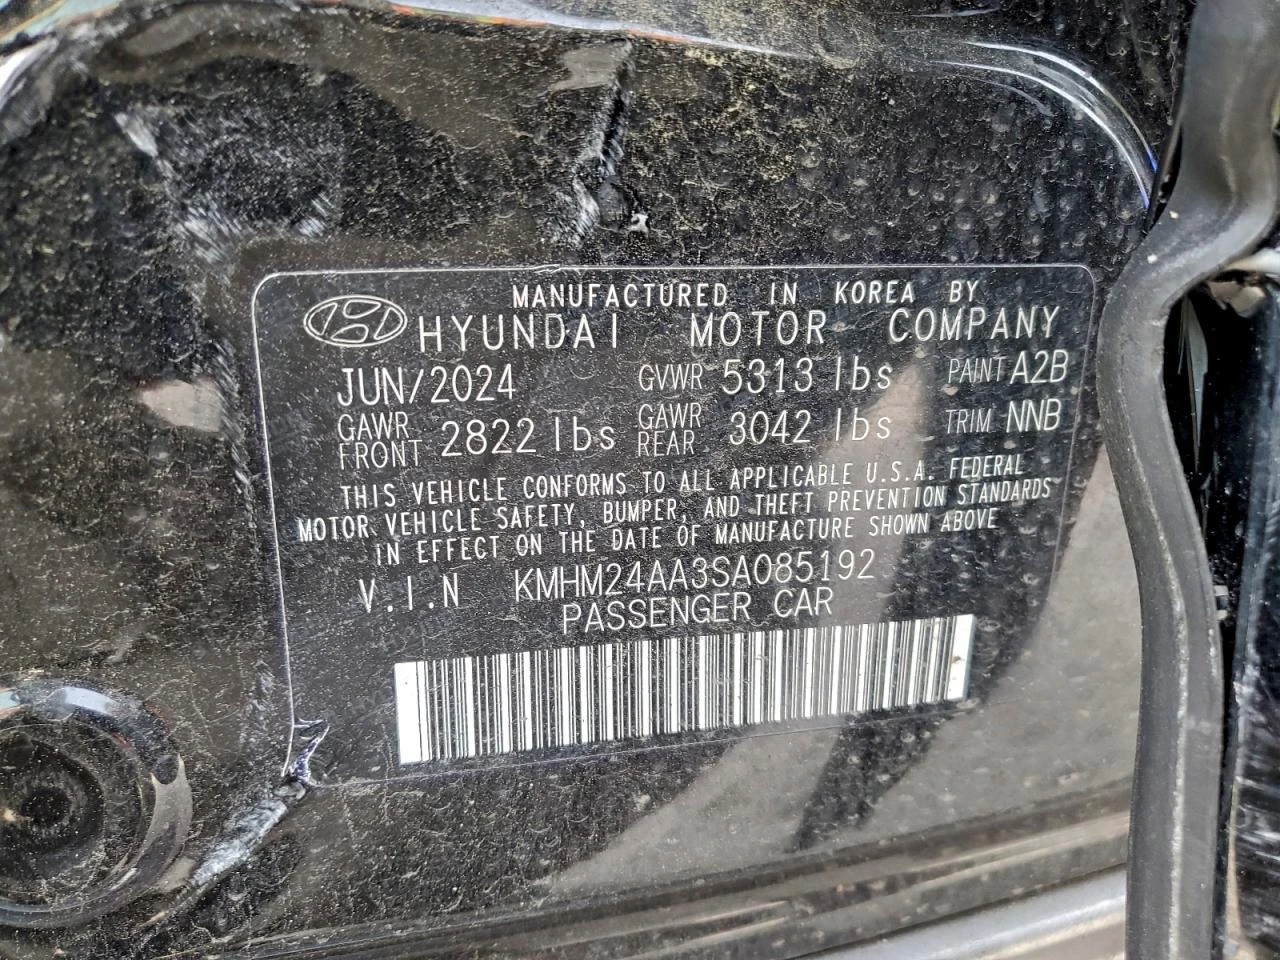 MANUFACTURED IN KOREA BY
HYUNDAI MOTOR COMPANY
JUN/2024 GVWR 5313 lbs PAINT A2B
GAWR FRONT 2822 lbs GAWR REAR 3042 lbs TRIM NNB
THIS VEHICLE CONFORMS TO ALL APPLICABLE U.S.A. FEDERAL
MOTOR VEHICLE SAFETY, BUMPER, AND THEFT PREVENTION STANDARDS
IN EFFECT ON THE DATE OF MANUFACTURE SHOWN ABOVE
V.I.N KMHM24AA3SA085192
PASSENGER CAR